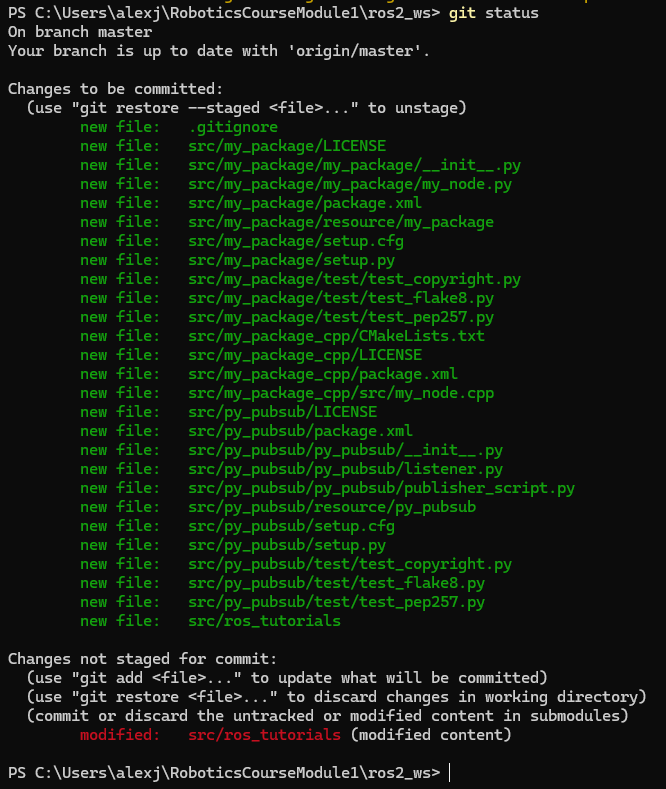 PS C:\Users\alexj\RoboticsCourseModule1\ros2_ws> git status
On branch master
Your branch is up to date with 'origin/master'.

Changes to be committed:
  (use "git restore --staged <file>..." to unstage)
        new file:   .gitignore
        new file:   src/my_package/LICENSE
        new file:   src/my_package/my_package/__init__.py
        new file:   src/my_package/my_package/my_node.py
        new file:   src/my_package/package.xml
        new file:   src/my_package/resource/my_package
        new file:   src/my_package/setup.cfg
        new file:   src/my_package/setup.py
        new file:   src/my_package/test/test_copyright.py
        new file:   src/my_package/test/test_flake8.py
        new file:   src/my_package/test/test_pep257.py
        new file:   src/my_package_cpp/CMakeLists.txt
        new file:   src/my_package_cpp/LICENSE
        new file:   src/my_package_cpp/package.xml
        new file:   src/my_package_cpp/src/my_node.cpp
        new file:   src/py_pubsub/LICENSE
        new file:   src/py_pubsub/package.xml
        new file:   src/py_pubsub/py_pubsub/__init__.py
        new file:   src/py_pubsub/py_pubsub/listener.py
        new file:   src/py_pubsub/py_pubsub/publisher_script.py
        new file:   src/py_pubsub/resource/py_pubsub
        new file:   src/py_pubsub/setup.cfg
        new file:   src/py_pubsub/setup.py
        new file:   src/py_pubsub/test/test_copyright.py
        new file:   src/py_pubsub/test/test_flake8.py
        new file:   src/py_pubsub/test/test_pep257.py
        new file:   src/ros_tutorials

Changes not staged for commit:
  (use "git add <file>..." to update what will be committed)
  (use "git restore <file>..." to discard changes in working directory)
  (commit or discard the untracked or modified content in submodules)
        modified:   src/ros_tutorials (modified content)

PS C:\Users\alexj\RoboticsCourseModule1\ros2_ws>